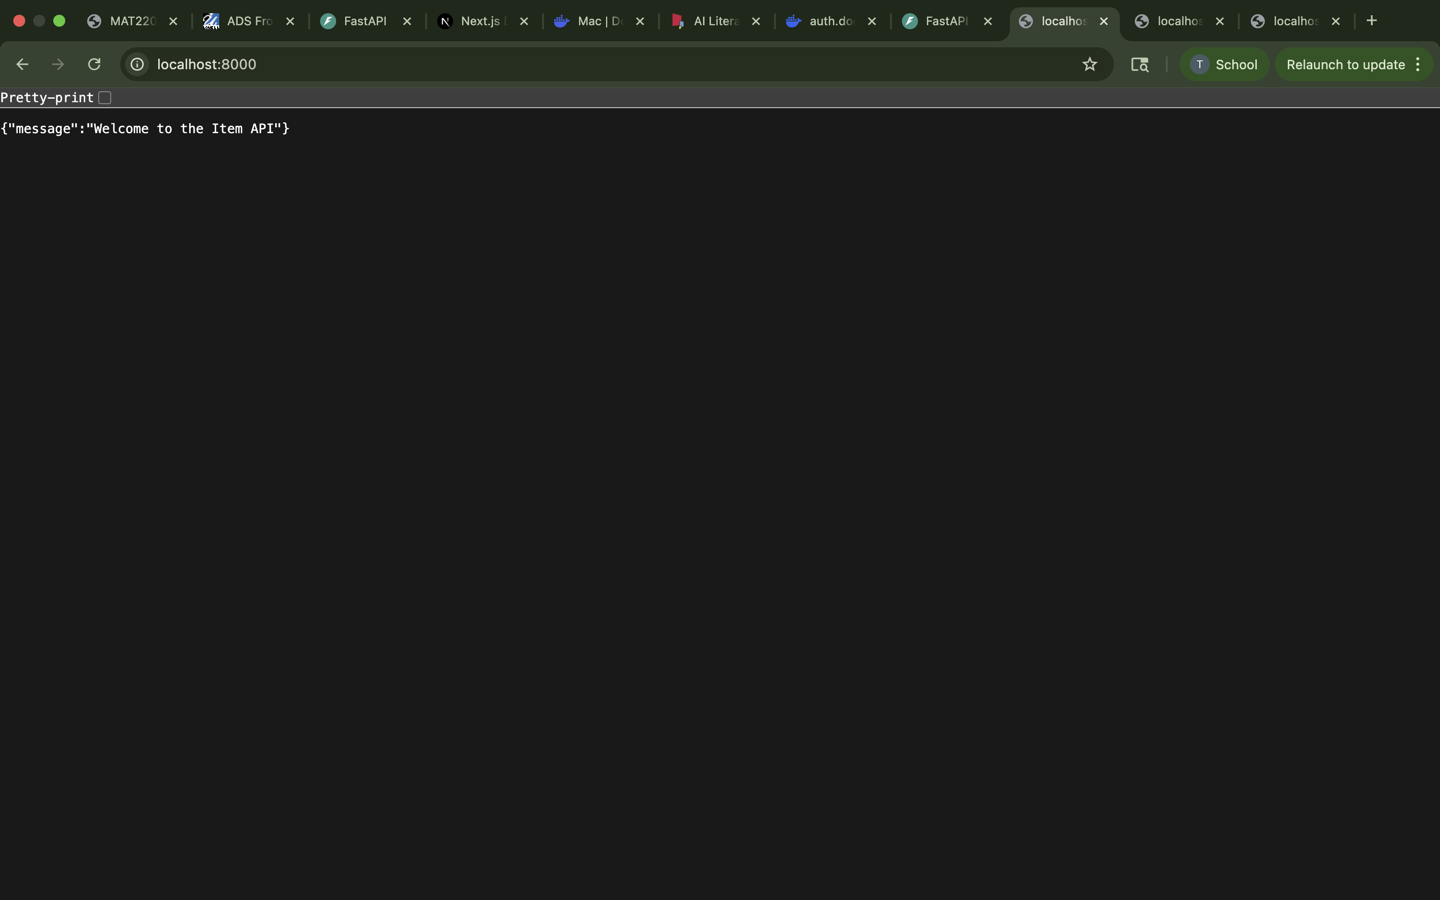 MAT220
ADS Fro
FastAPI
Next.js
Mac | Do
AI Litera
auth.do
FastAPI
localhos
localhos
localhos
localhost:8000
T School
Relaunch to update
Pretty-print
{"message":"Welcome to the Item API"}